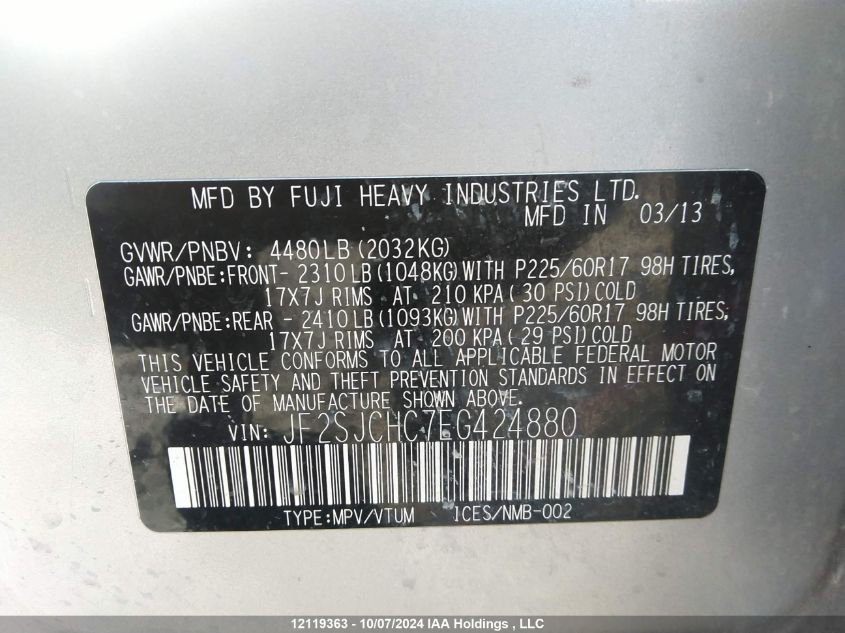 MFD BY FUJI HEAVY INDUSTRIES LTD.
MFD IN 03/13
GVWR/PNBV: 4480LB (2032KG)
GAWR/PNBE:FRONT- 2310LB (1048KG) WITH P225/60R17 98H TIRES,
17X7J RIMS AT 210 KPA ( 30 PSI) COLD
GAWR/PNBE:REAR - 2410LB (1093KG) WITH P225/60R17 98H TIRES,
17X7J RIMS AT 200 KPA ( 29 PSI) COLD
THIS VEHICLE CONFORMS TO ALL APPLICABLE FEDERAL MOTOR
VEHICLE SAFETY AND THEFT PREVENTION STANDARDS IN EFFECT ON
THE DATE OF MANUFACTURE SHOWN ABOVE.
VIN: JF2SJCHC7EG424880
TYPE:MPV/VTUM ICES/NMB-002
12119363 - 10/07/2024 IAA Holdings , LLC